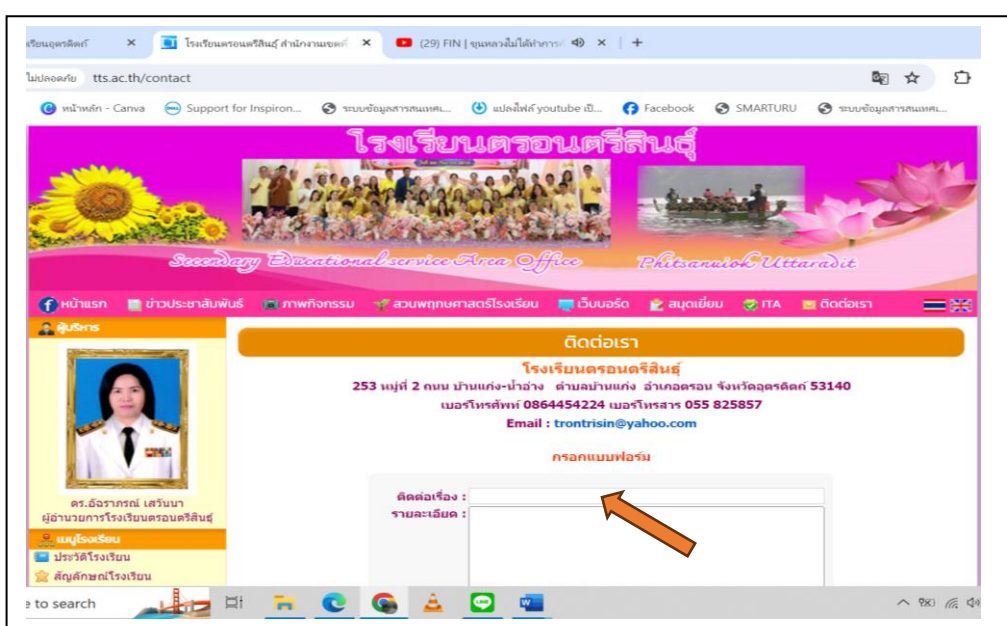 เรียนอุตรดิตถ์
โรงเรียนตรอนตรีสินธุ์ สำนักงานเขตพื้
(29) FIN | ขุนหลวงไม่ได้ทำการ
ไม่ปลอดภัย tts.ac.th/contact
หน้าหลัก - Canva Support for Inspiron... ระบบข้อมูลสารสนเทศ... แปลงไฟล์ youtube เป็... Facebook SMARTURU ระบบข้อมูลสารสนเทศ...
โรงเรียนตรอนตรีสินธุ์
Secendary Educational service Area Office Phitsanulok Uttaradit
หน้าแรก ข่าวประชาสัมพันธ์ ภาพกิจกรรม สวนพฤกษศาสตร์โรงเรียน เว็บบอร์ด สมุดเยี่ยม ITA ติดต่อเรา
ผู้บริหาร
ติดต่อเรา
โรงเรียนตรอนตรีสินธุ์
253 หมู่ที่ 2 ถนน บ้านแก่ง-น้ำอ่าง ตำบลบ้านแก่ง อำเภอตรอน จังหวัดอุตรดิตถ์ 53140
เบอร์โทรศัพท์ 0864454224 เบอร์โทรสาร 055 825857
Email : trontrisin@yahoo.com
กรอกแบบฟอร์ม
ติดต่อเรื่อง :
รายละเอียด :
ดร.อัจราภรณ์ เสวันนา
ผู้อำนวยการโรงเรียนตรอนตรีสินธุ์
เมนูโรงเรียน
ประวัติโรงเรียน
สัญลักษณ์โรงเรียน
e to search